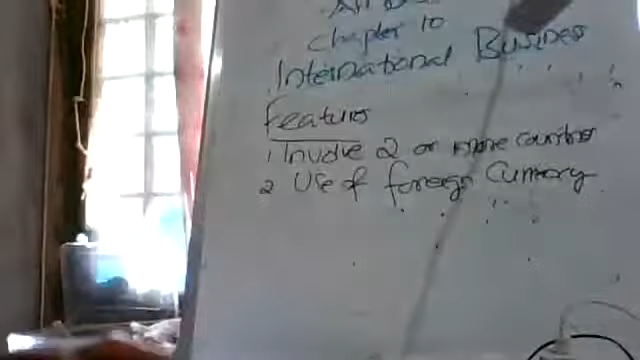 Chapter 10
International Business
Features
1 Involve 2 or more countries
2 Use of foreign Currency